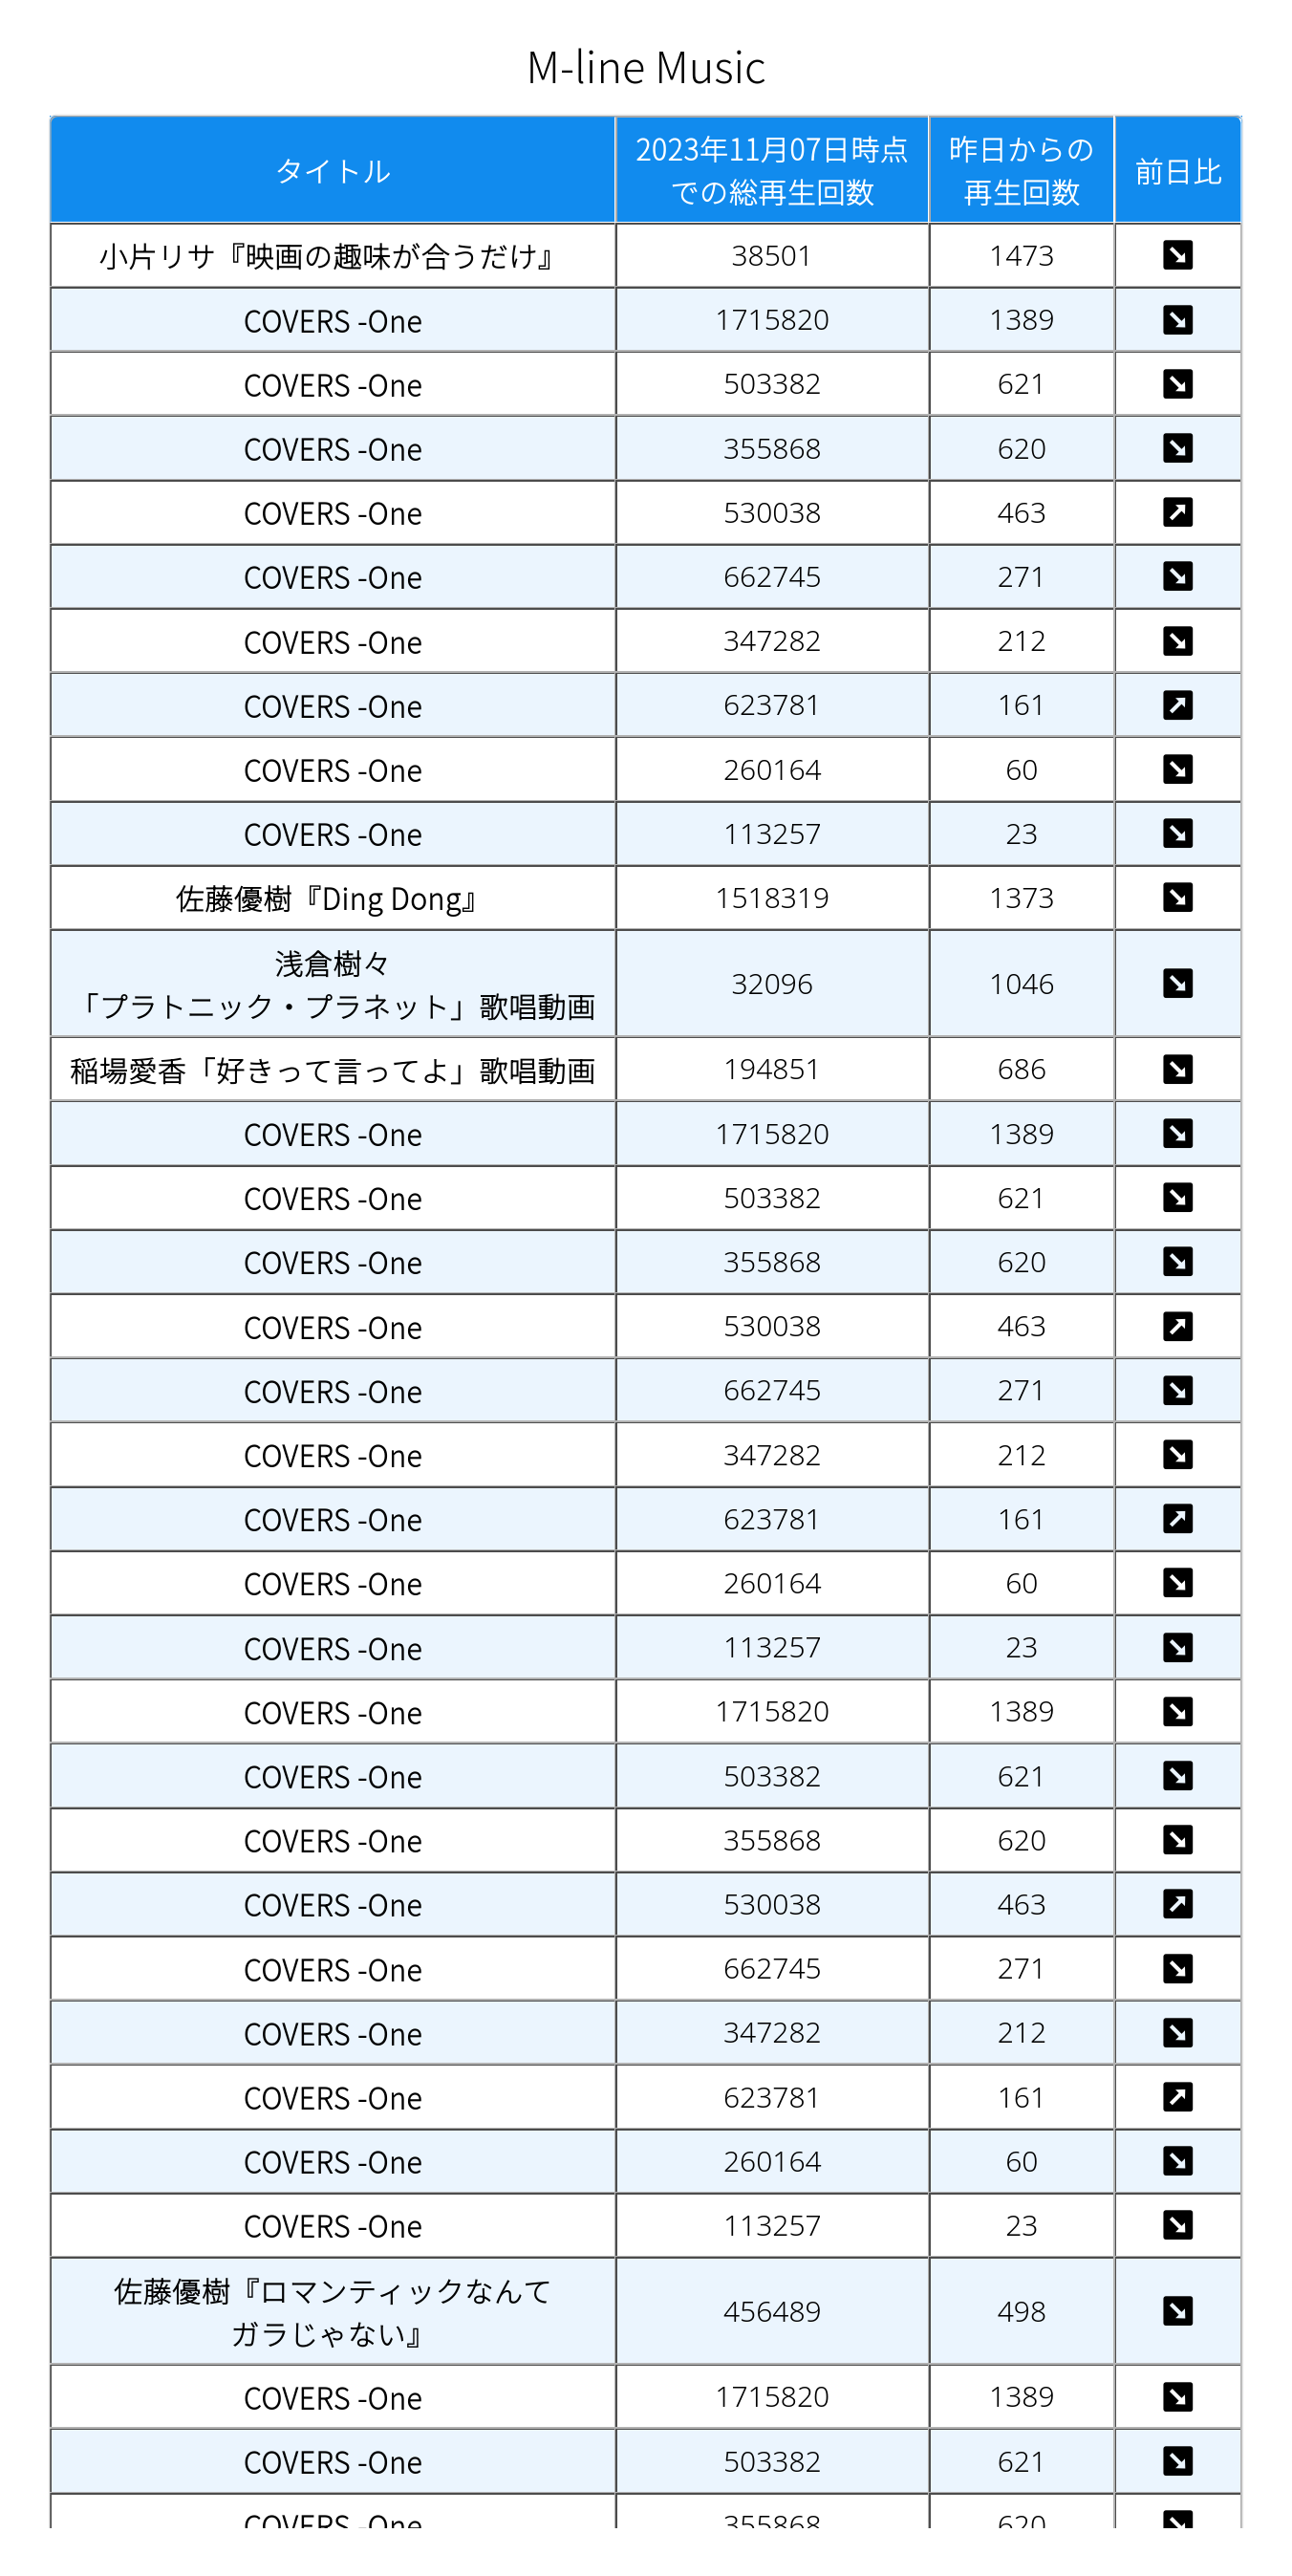 M-line Music
タイトル 2023年11月07日時点 昨日からの 前日比
での総再生回数 再生回数
小片リサ『映画の趣味が合うだけ』 38501 1473
COVERS -One 1715820 1389
COVERS -One 503382 621
COVERS -One 355868 620
COVERS -One 530038 463
COVERS -One 662745 271
COVERS -One 347282 212
COVERS -One 623781 161
COVERS -One 260164 60
COVERS -One 113257 23
佐藤優樹『Ding Dong』 1518319 1373
浅倉樹々
「プラトニック・プラネット」歌唱動画 32096 1046
稲場愛香「好きって言ってよ」歌唱動画 194851 686
COVERS -One 1715820 1389
COVERS -One 503382 621
COVERS -One 355868 620
COVERS -One 530038 463
COVERS -One 662745 271
COVERS -One 347282 212
COVERS -One 623781 161
COVERS -One 260164 60
COVERS -One 113257 23
COVERS -One 1715820 1389
COVERS -One 503382 621
COVERS -One 355868 620
COVERS -One 530038 463
COVERS -One 662745 271
COVERS -One 347282 212
COVERS -One 623781 161
COVERS -One 260164 60
COVERS -One 113257 23
佐藤優樹『ロマンティックなんて
ガラじゃない』 456489 498
COVERS -One 1715820 1389
COVERS -One 503382 621
COVERS -One 355868 620